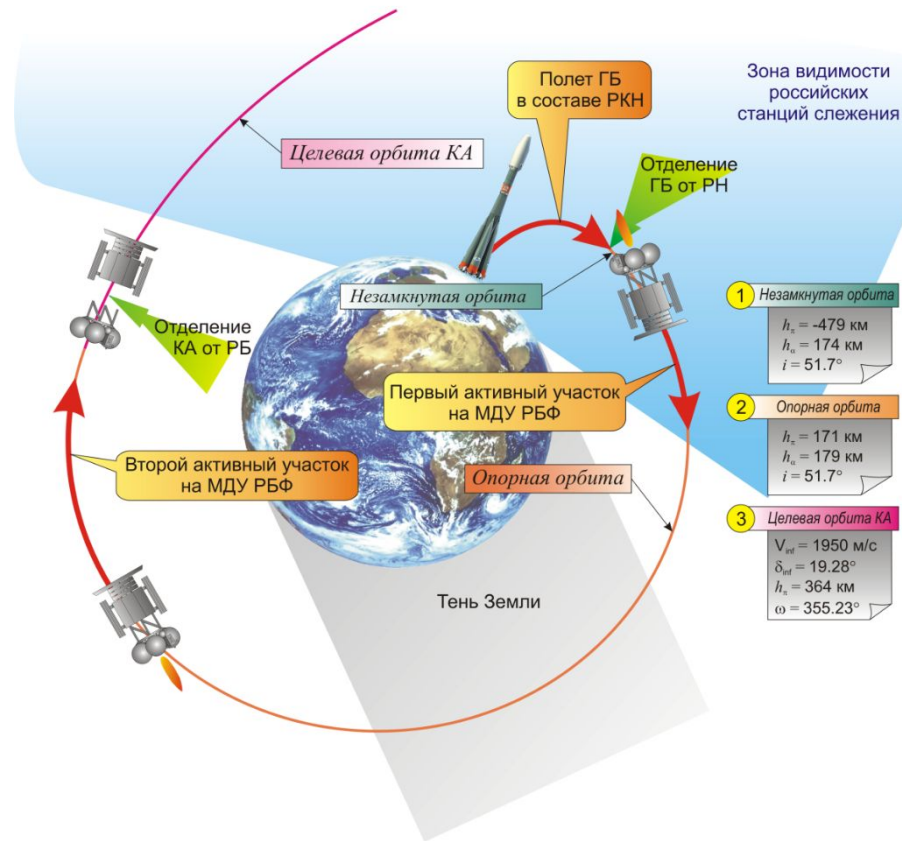 Полет ГБ
в составе РКН
Зона видимости
российских
станций слежения
Целевая орбита КА
Отделение
ГБ от РН
Незамкнутая орбита
Отделение
КА от РБ
Первый активный участок
на МДУ РБФ
Второй активный участок
на МДУ РБФ
Опорная орбита
Тень Земли
1 Незамкнутая орбита
hπ = -479 км
hα = 174 км
i = 51.7°
2 Опорная орбита
hπ = 171 км
hα = 179 км
i = 51.7°
3 Целевая орбита КА
Vinf = 1950 м/с
δinf = 19.28°
hπ = 364 км
ω = 355.23°